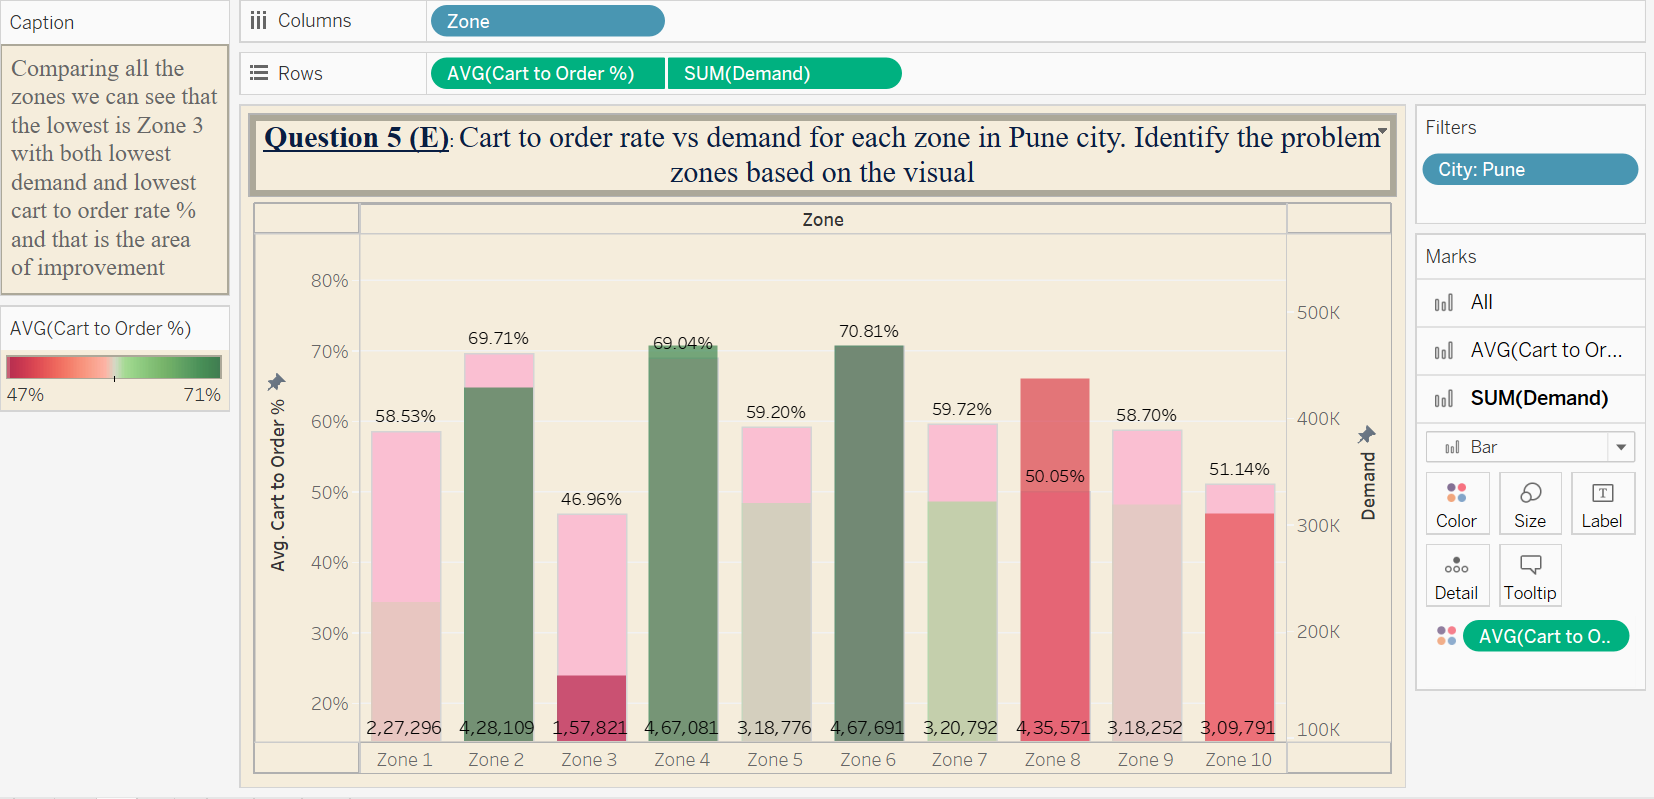 Caption
Comparing all the
zones we can see that
the lowest is Zone 3
with both lowest
demand and lowest
cart to order rate %
and that is the area
of improvement
AVG(Cart to Order %)
47% 71%
Columns Zone
Rows AVG(Cart to Order %) SUM(Demand)
Question 5 (E): Cart to order rate vs demand for each zone in Pune city. Identify the problem
zones based on the visual
Zone
Avg. Cart to Order %
80%
70%
60%
50%
40%
30%
20%
58.53% 69.71% 46.96% 69.04% 59.20% 70.81% 59.72% 50.05% 58.70% 51.14%
2,27,296 4,28,109 1,57,821 4,67,081 3,18,776 4,67,691 3,20,792 4,35,571 3,18,252 3,09,791
Zone 1 Zone 2 Zone 3 Zone 4 Zone 5 Zone 6 Zone 7 Zone 8 Zone 9 Zone 10
500K
400K
300K
200K
100K
Demand
Filters
City: Pune
Marks
All
AVG(Cart to Or...
SUM(Demand)
Bar
Color Size Label
Detail Tooltip
AVG(Cart to O..